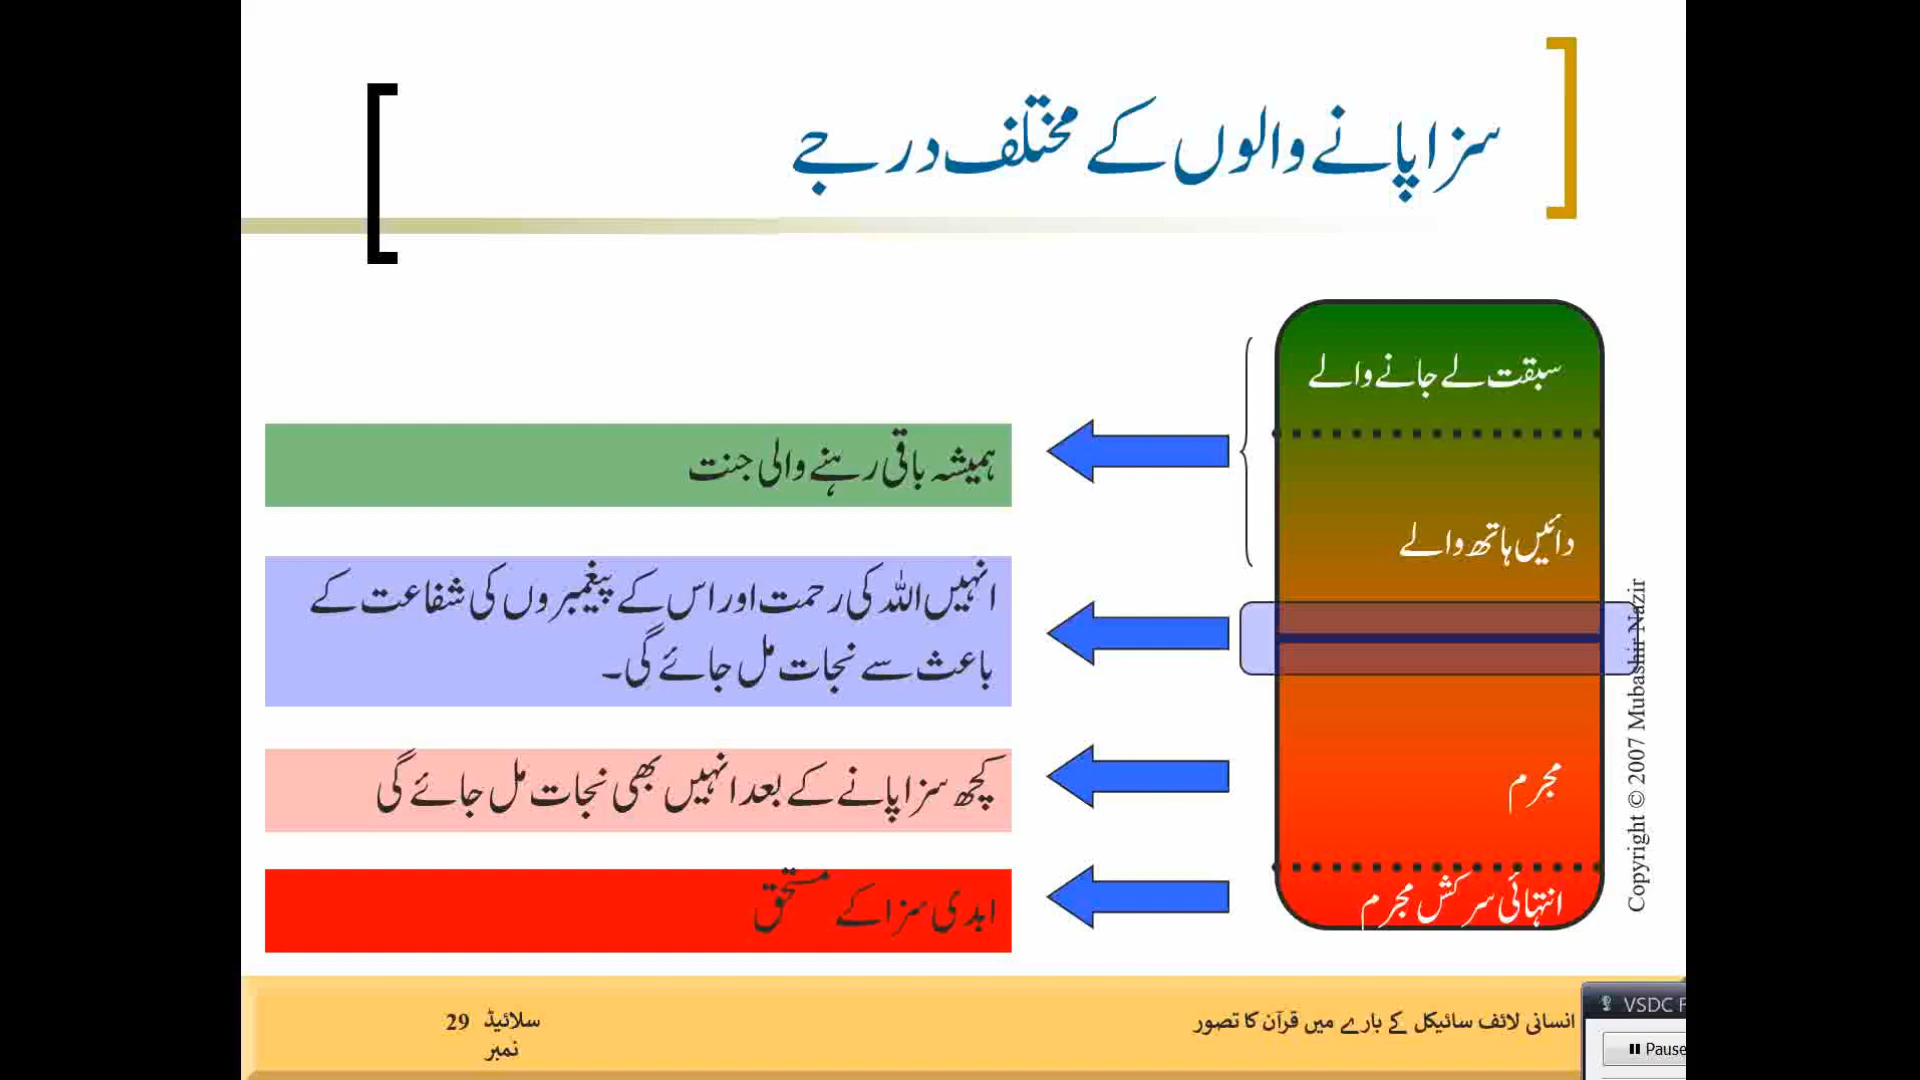 سزا پانے والوں کے مختلف درجے
سبقت لے جانے والے
ہمیشہ باقی رہنے والی جنت
دائیں ہاتھ والے
انہیں اللہ کی رحمت اور اس کے پیغمبروں کی شفاعت کے
باعث سے نجات مل جائے گی۔
مجرم
کچھ سزا پانے کے بعد انہیں بھی نجات مل جائے گی
انتہائی سرکش مجرم
ابدی سزا کے مستحق
Copyright © 2007 Mubashir Nazir
انسانی لائف سائیکل کے بارے میں قرآن کا تصور
سلائیڈ 29
نمبر
VSDC F
Pause